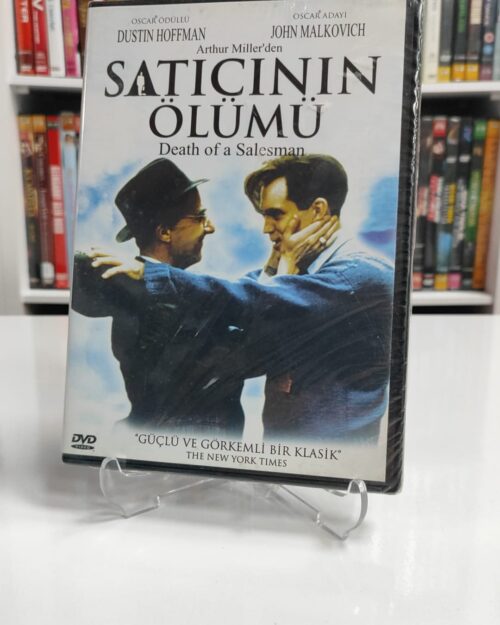 OSCAR ÖDÜLLÜ
DUSTIN HOFFMAN
OSCAR ADAYI
JOHN MALKOVICH
Arthur Miller'den
SATICININ
ÖLÜMÜ
Death of a Salesman
DVD
VIDEO
"GÜÇLÜ VE GÖRKEMLİ BİR KLASİK"
THE NEW YORK TIMES